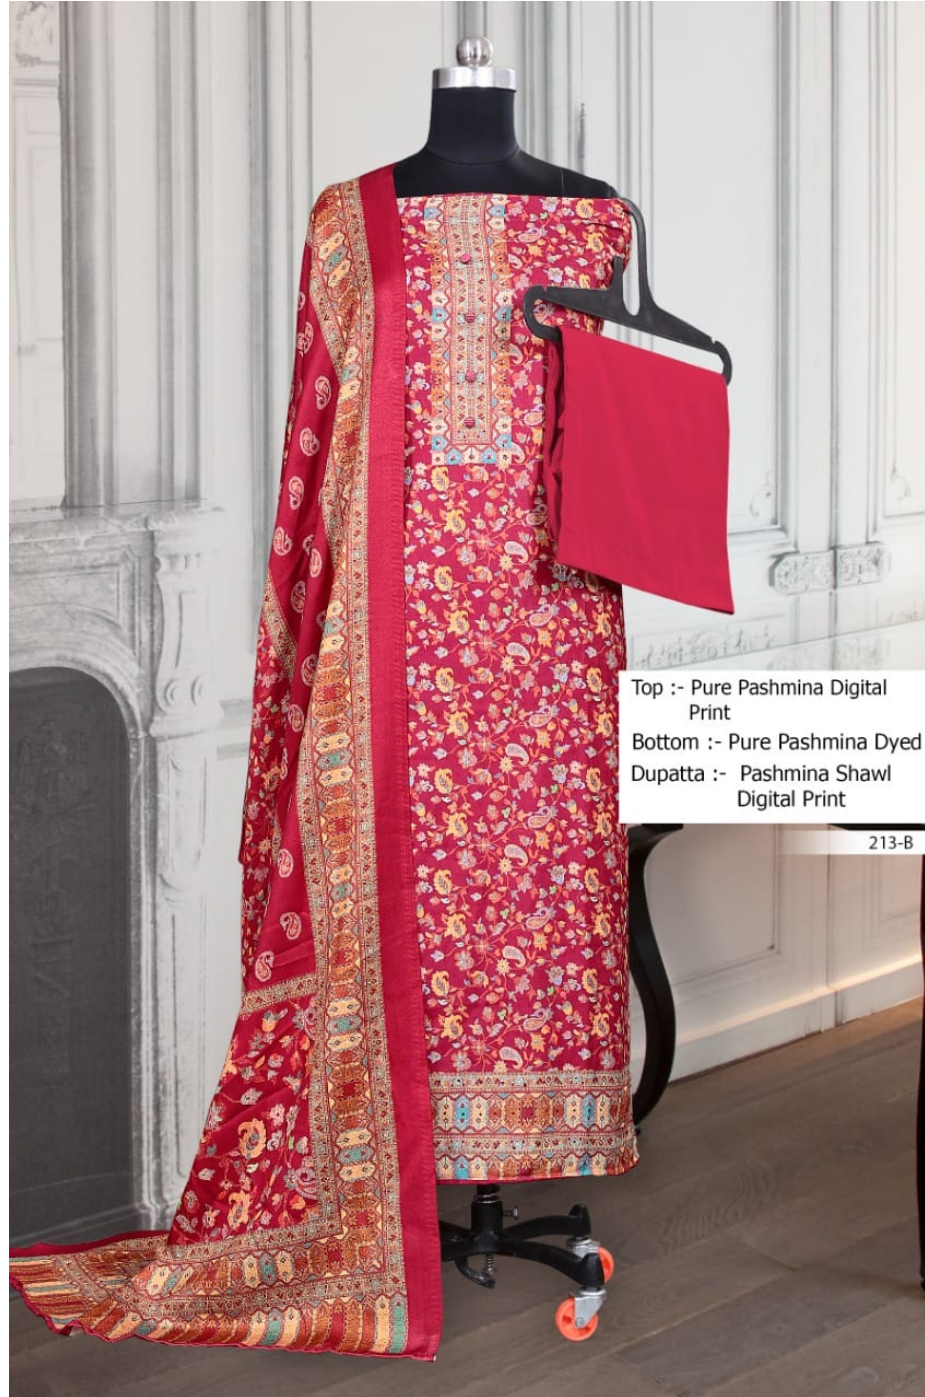 Top :- Pure Pashmina Digital
Print
Bottom :- Pure Pashmina Dyed
Dupatta :- Pashmina Shawl
Digital Print
213-B